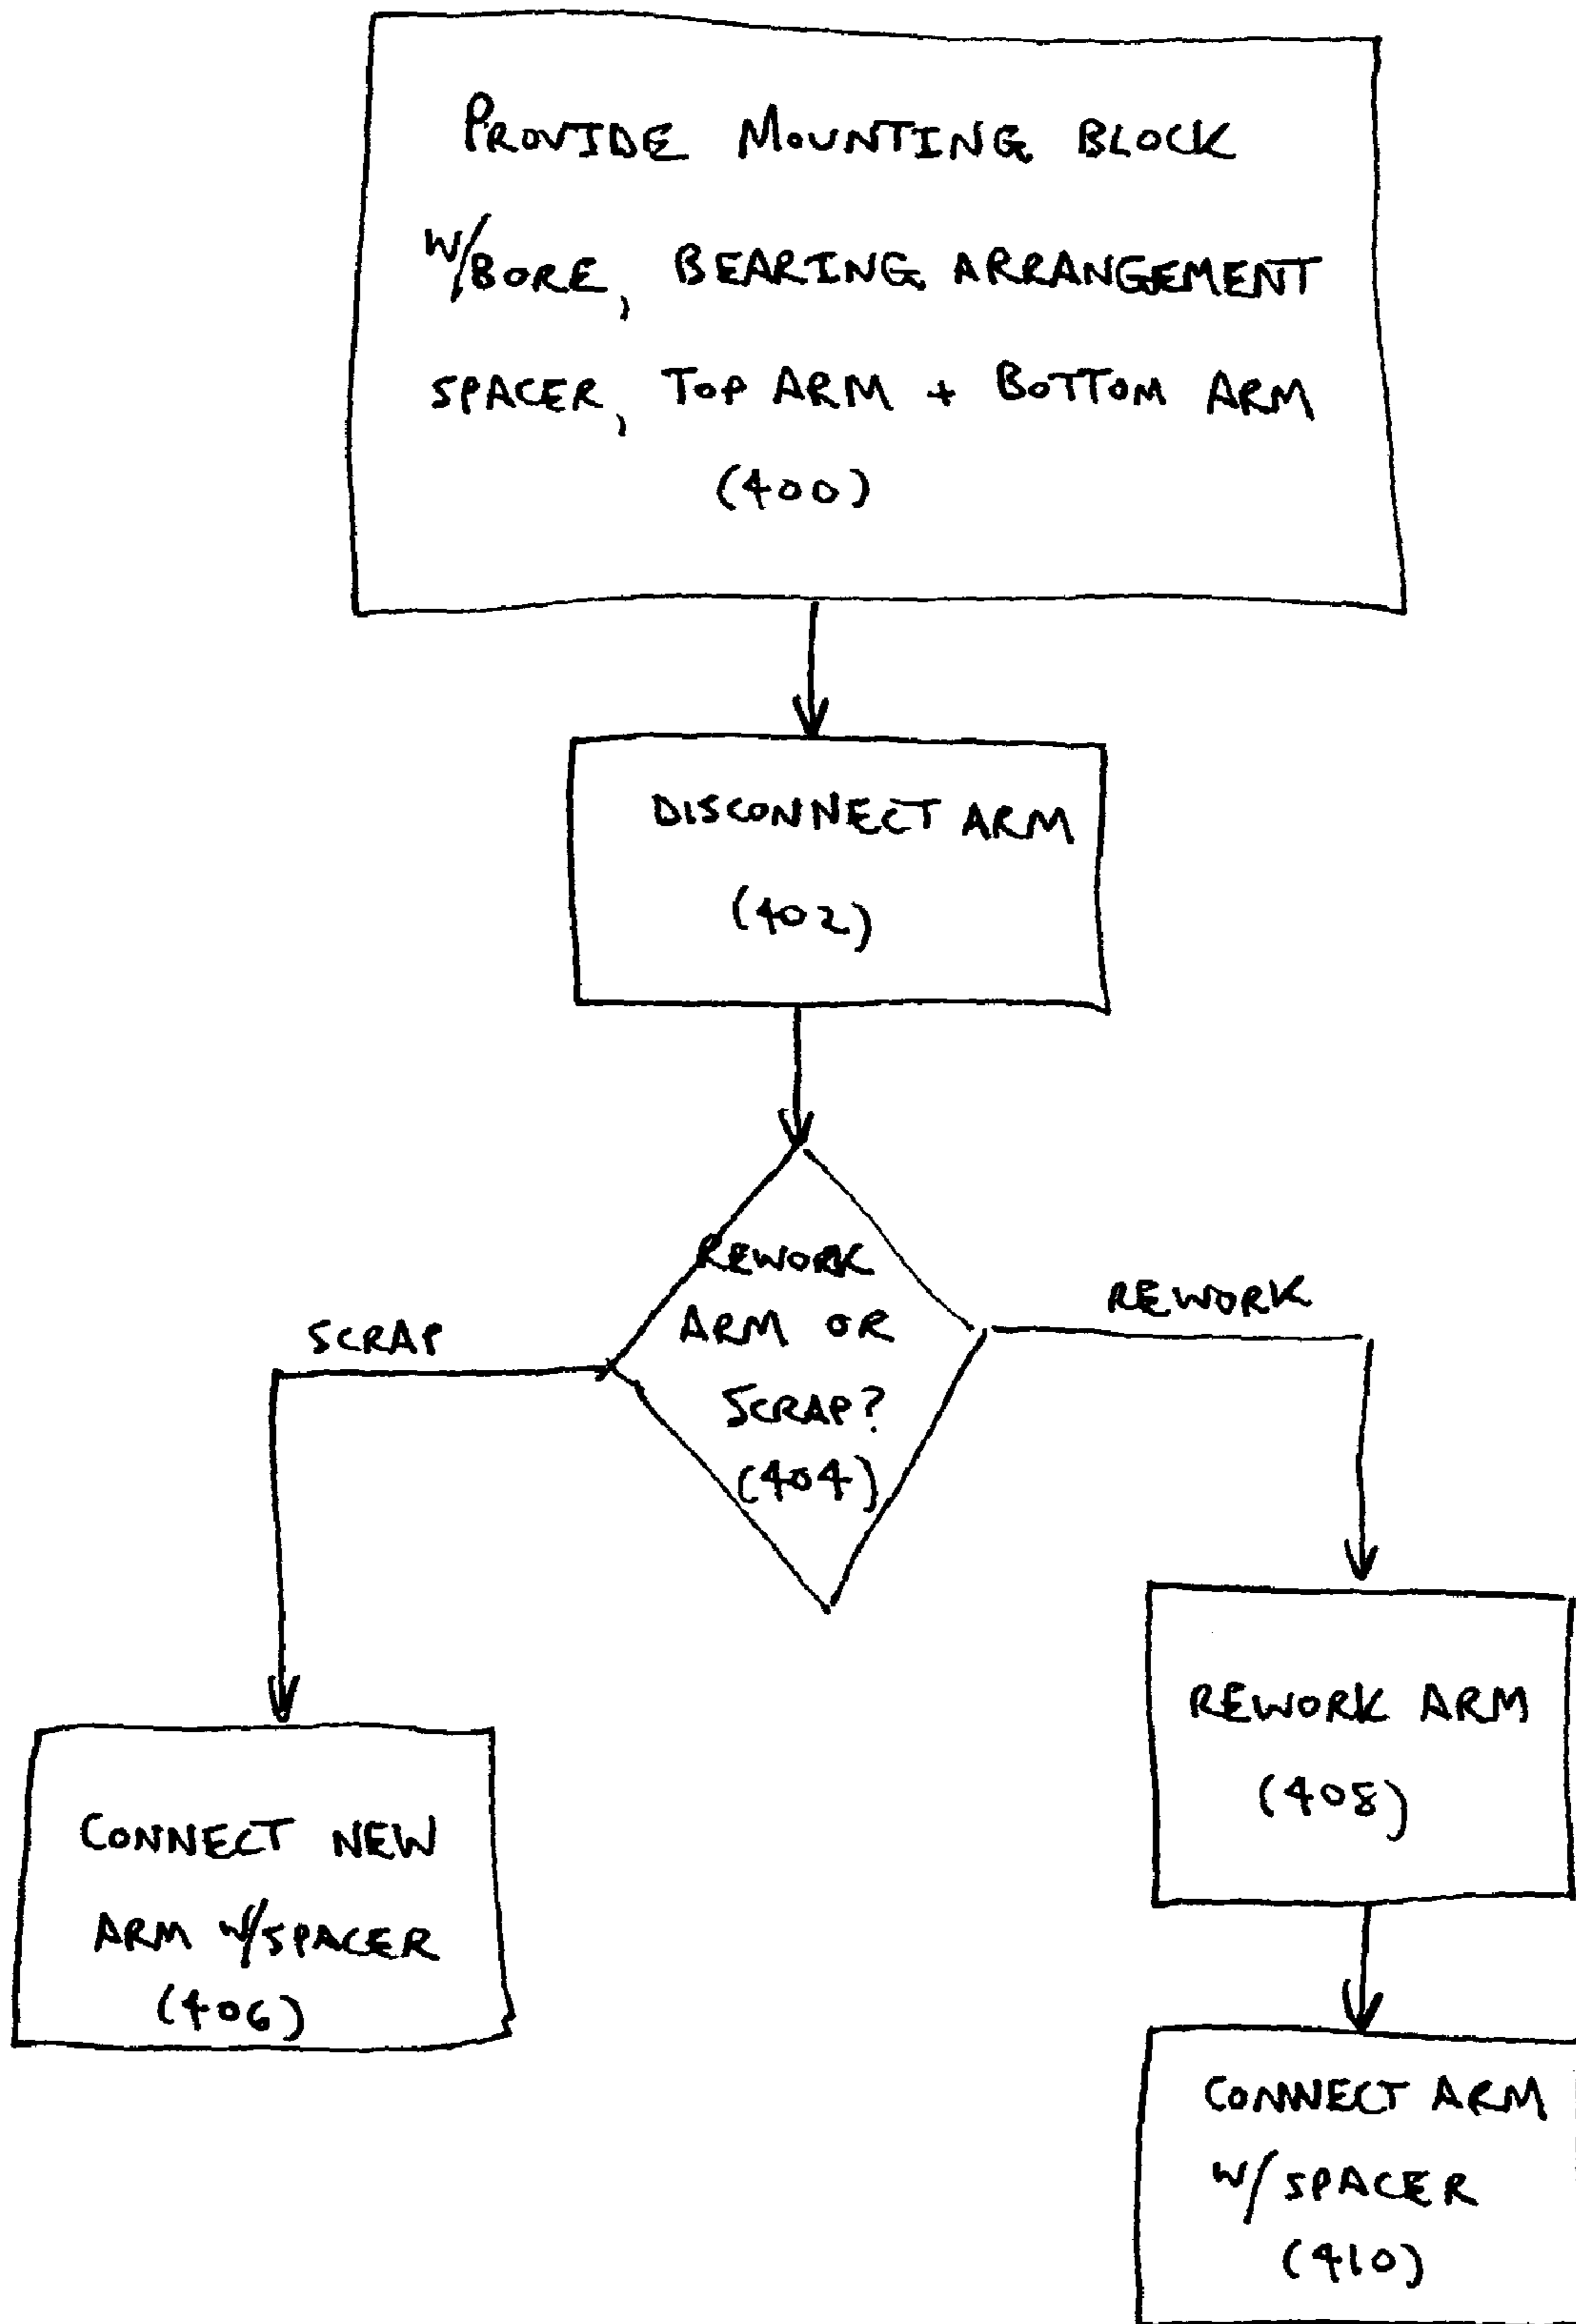 PROVIDE MOUNTING BLOCK
W/BORE, BEARING ARRANGEMENT
SPACER, TOP ARM + BOTTOM ARM
(400)
DISCONNECT ARM
(402)
REWORK
ARM OR
SCRAP?
(404)
SCRAP
REWORK
CONNECT NEW
ARM W/SPACER
(406)
REWORK ARM
(408)
CONNECT ARM
W/SPACER
(410)